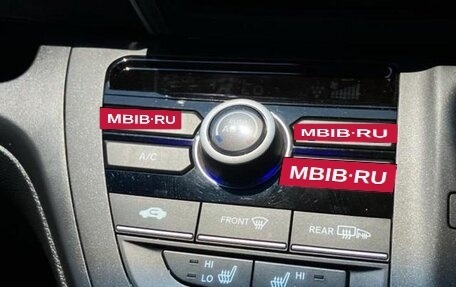 MBIB·RU
MBIB·RU
A/C
MBIB·RU
FRONT
REAR
HI
LO
HI